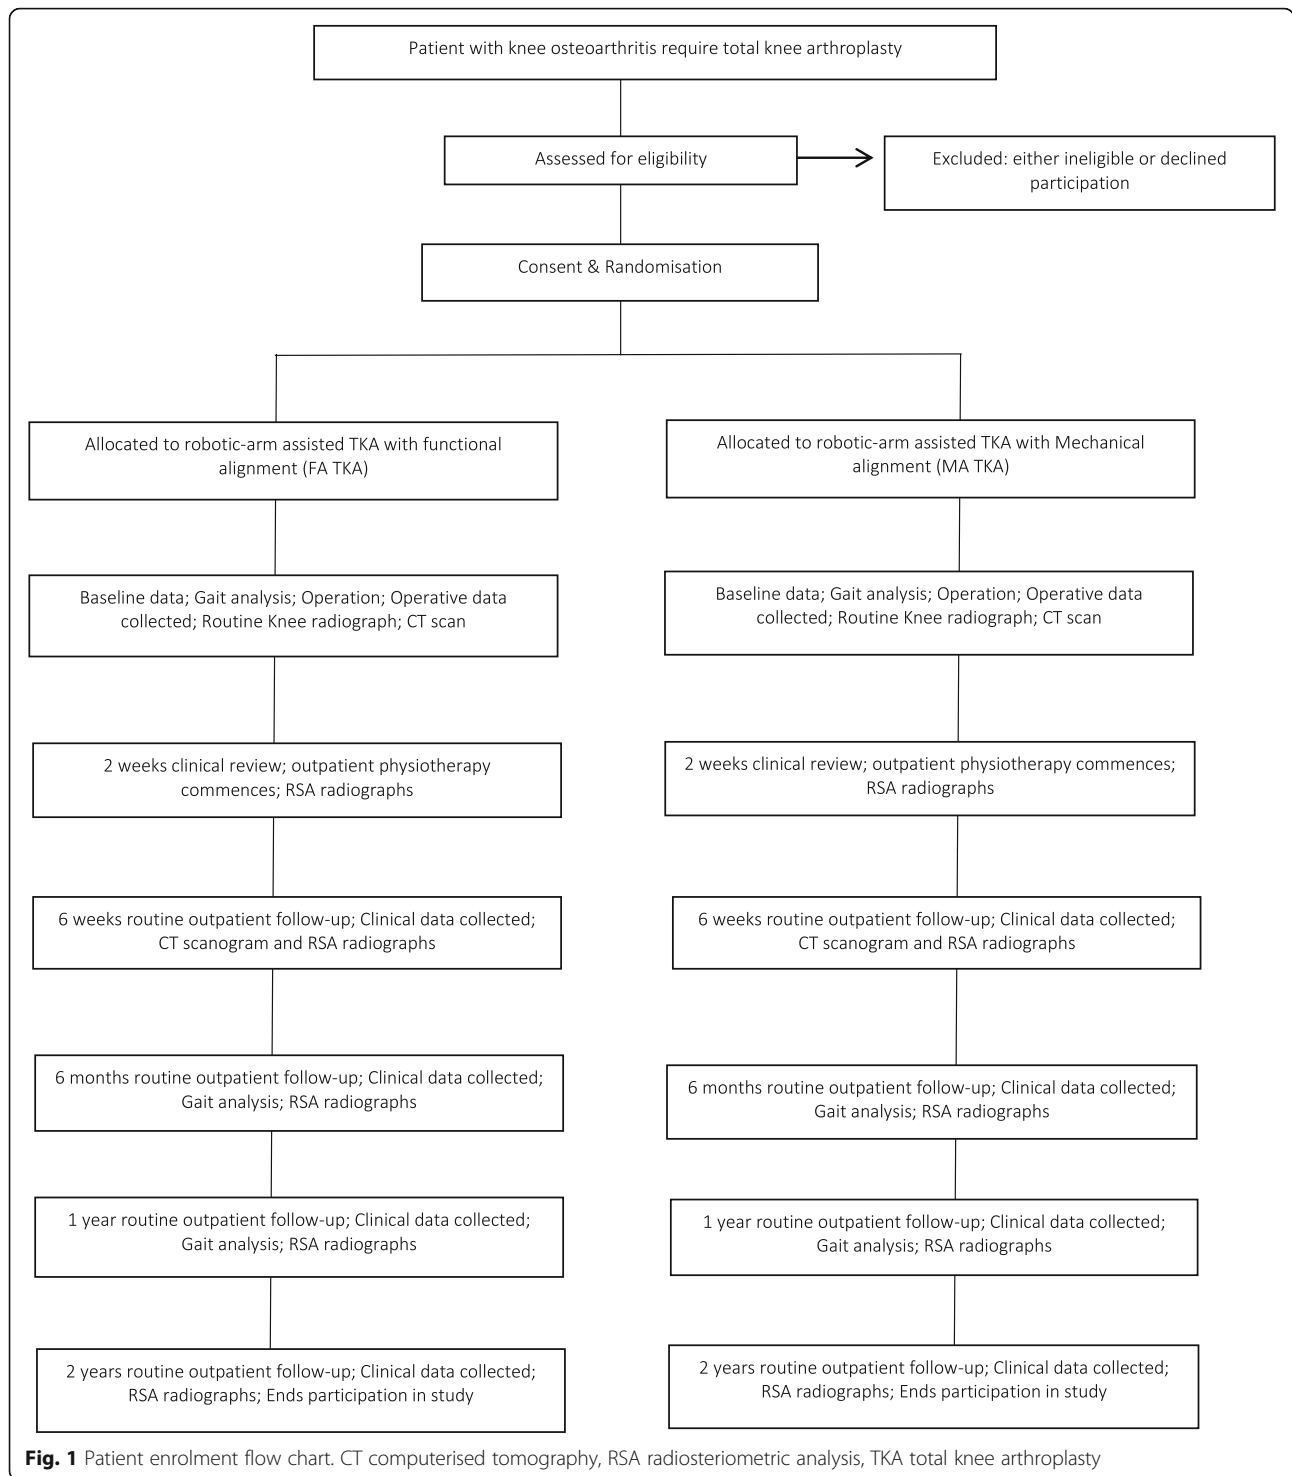 Patient with knee osteoarthritis require total knee arthroplasty
Assessed for eligibility
Excluded: either ineligible or declined
participation
Consent & Randomisation
Allocated to robotic-arm assisted TKA with functional
alignment (FA TKA)
Allocated to robotic-arm assisted TKA with Mechanical
alignment (MA TKA)
Baseline data; Gait analysis; Operation; Operative data
collected; Routine Knee radiograph; CT scan
Baseline data; Gait analysis; Operation; Operative data
collected; Routine Knee radiograph; CT scan
2 weeks clinical review; outpatient physiotherapy
commences; RSA radiographs
2 weeks clinical review; outpatient physiotherapy commences;
RSA radiographs
6 weeks routine outpatient follow-up; Clinical data collected;
CT scanogram and RSA radiographs
6 weeks routine outpatient follow-up; Clinical data collected;
CT scanogram and RSA radiographs
6 months routine outpatient follow-up; Clinical data collected;
Gait analysis; RSA radiographs
6 months routine outpatient follow-up; Clinical data collected;
Gait analysis; RSA radiographs
1 year routine outpatient follow-up; Clinical data collected;
Gait analysis; RSA radiographs
1 year routine outpatient follow-up; Clinical data collected;
Gait analysis; RSA radiographs
2 years routine outpatient follow-up; Clinical data collected;
RSA radiographs; Ends participation in study
2 years routine outpatient follow-up; Clinical data collected;
RSA radiographs; Ends participation in study
Fig. 1 Patient enrolment flow chart. CT computerised tomography, RSA radiosteriometric analysis, TKA total knee arthroplasty